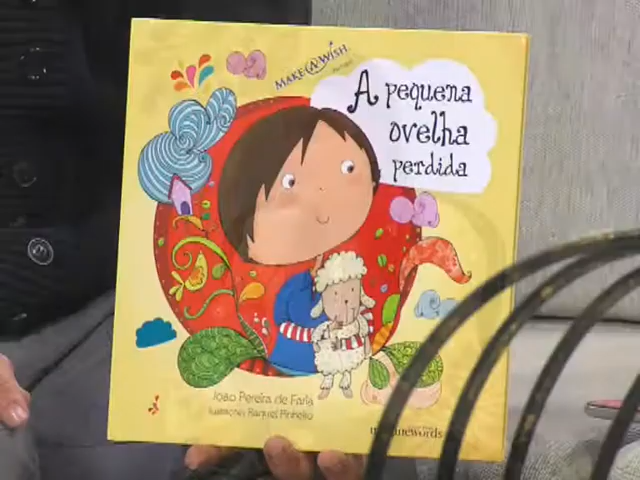 MAKE A WISH
A pequena
ovelha
perdida
João Pereira de Faria
Ilustrações Raquel Pinheiro